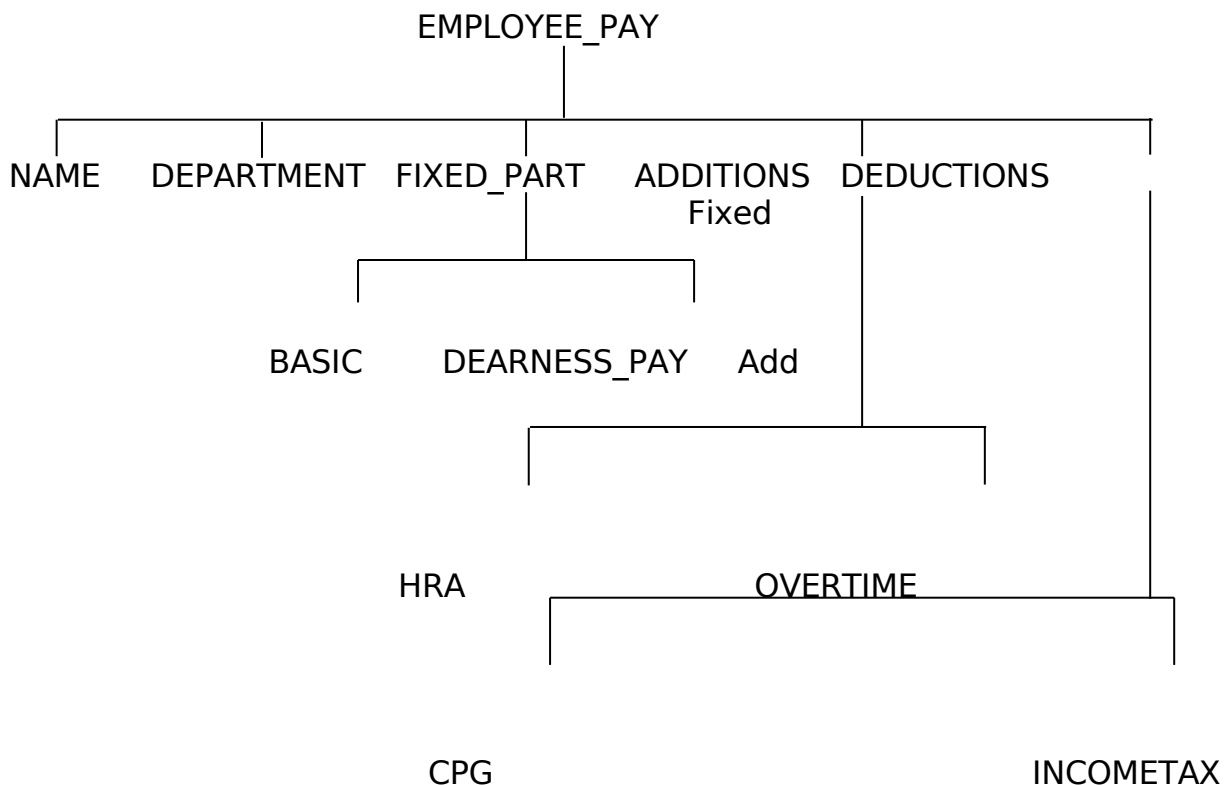 EMPLOYEE_PAY
NAME DEPARTMENT FIXED_PART ADDITIONS DEDUCTIONS
Fixed
BASIC DEARNESS_PAY Add
HRA OVERTIME
CPG INCOMETAX